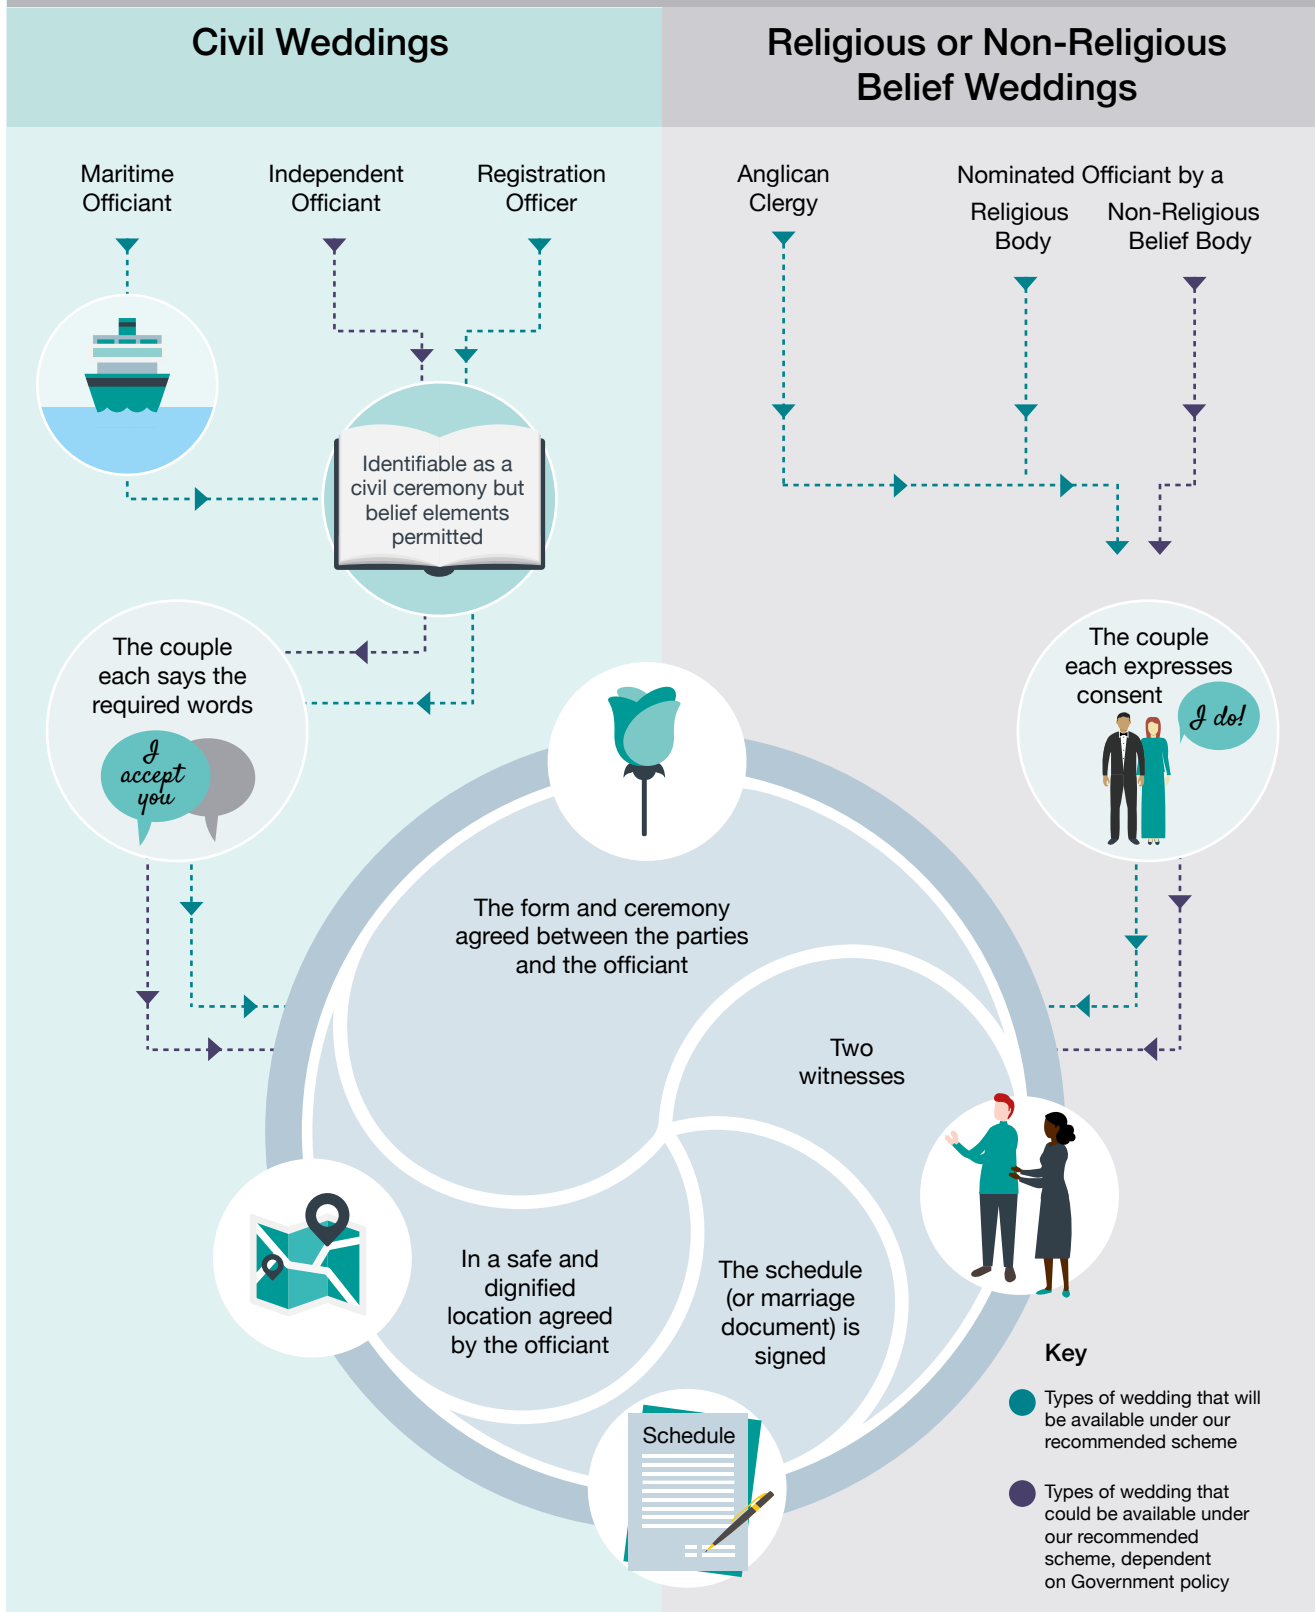 Civil Weddings
Religious or Non-Religious
Belief Weddings
Maritime
Officiant
Independent
Officiant
Registration
Officer
Anglican
Clergy
Nominated Officiant by a
Religious
Body
Non-Religious
Belief Body
Identifiable as a
civil ceremony but
belief elements
permitted
The couple
each says the
required words
I
accept
you
The couple
each expresses
consent
I do!
The form and ceremony
agreed between the parties
and the officiant
Two
witnesses
In a safe and
dignified
location agreed
by the officiant
The schedule
(or marriage
document) is
signed
Schedule
Key
Types of wedding that will
be available under our
recommended scheme
Types of wedding that
could be available under
our recommended
scheme, dependent
on Government policy